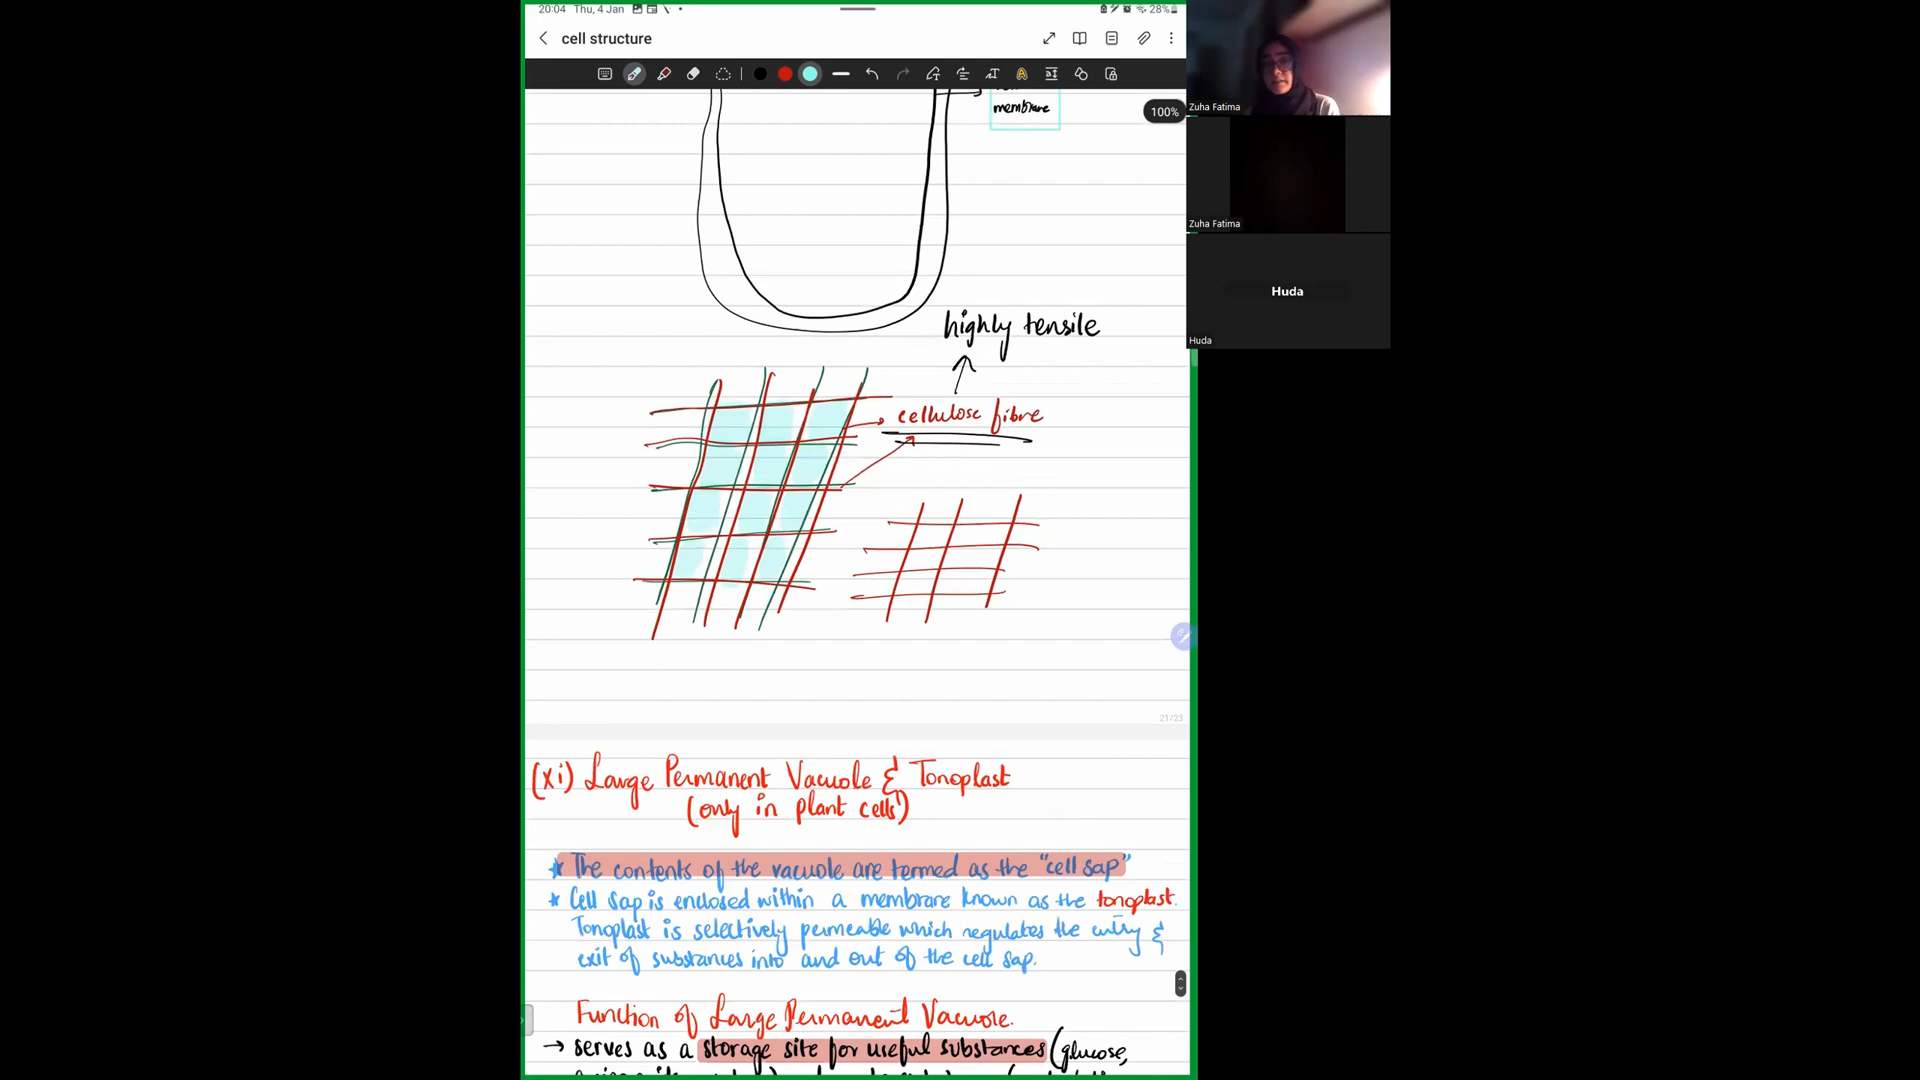 20:04 Thu, 4 Jan
28%
cell structure
membrane
100%
highly tensile
cellulose fibre
21/23
(xi) Large Permanent Vacuole & Tonoplast
(only in plant cells)
* The contents of the vacuole are termed as the "cell sap"
* Cell sap is enclosed within a membrane known as the tonoplast.
Tonoplast is selectively permeable which regulates the entry &
exit of substances into and out of the cell sap.
Function of Large Permanent Vacuole.
→ serves as a storage site for useful substances (glucose,
Zuha Fatima
Zuha Fatima
Huda
Huda